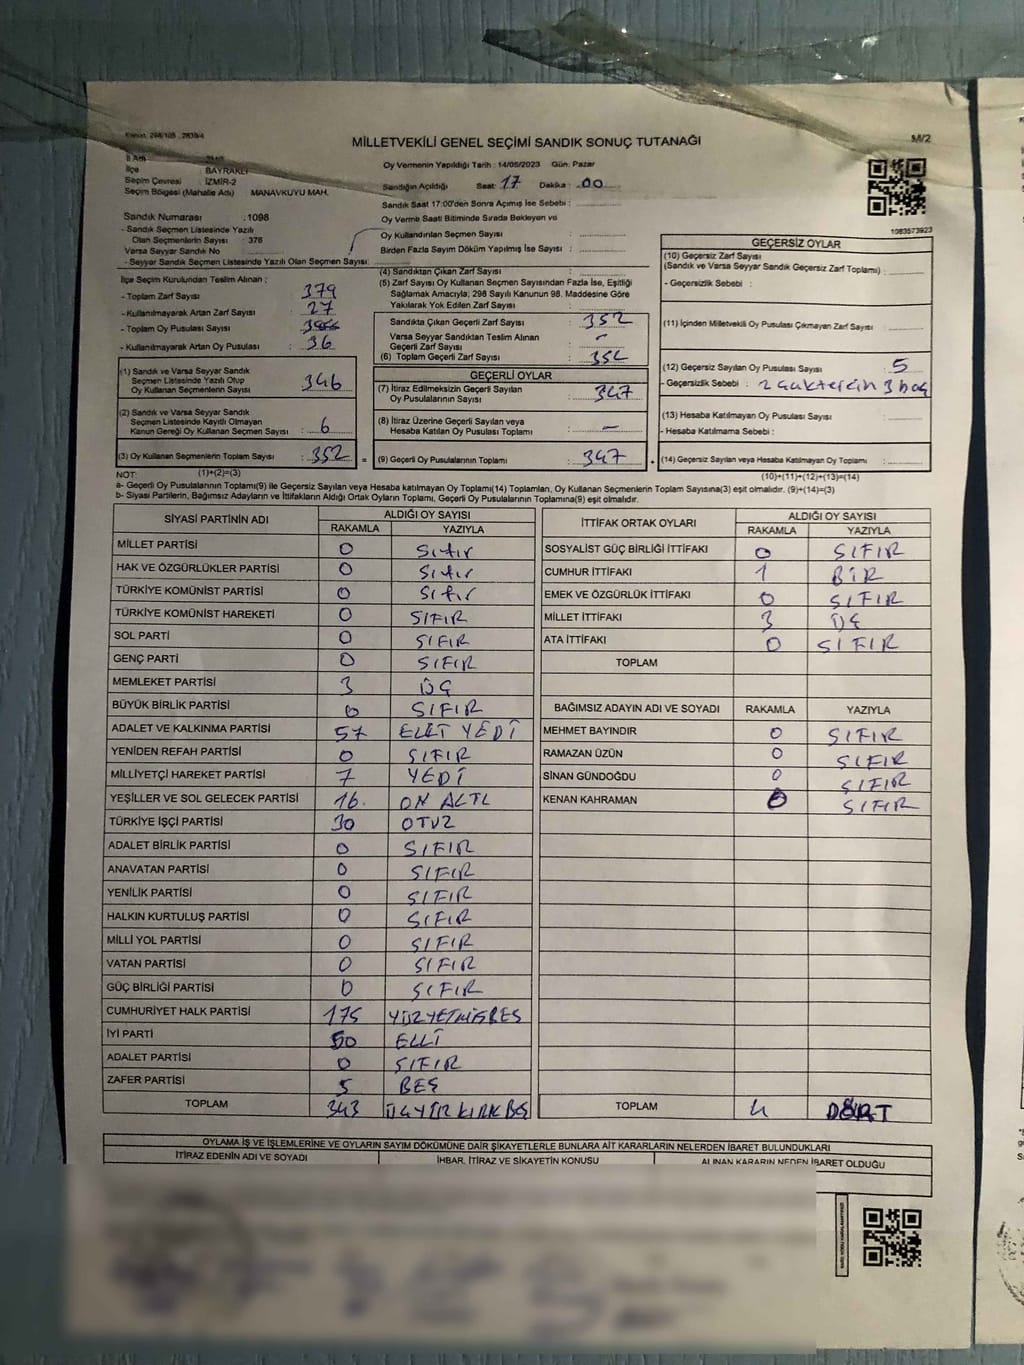 Kanun: 298/105 , 2839/4
MİLLETVEKİLİ GENEL SEÇİMİ SANDIK SONUÇ TUTANAĞI
M/2
İl Adı
İlçe BAYRAKLI
Seçim Çevresi : İZMİR-2
Seçim Bölgesi (Mahalle Adı) MANAVKUYU MAH.
Sandık Numarası : 1098
- Sandık Seçmen Listesinde Yazılı
Olan Seçmenlerin Sayısı : 376
Varsa Seyyar Sandık No
- Seyyar Sandık Seçmen Listesinde Yazılı Olan Seçmen Sayısı:
Oy Vermenin Yapıldığı Tarih : 14/05/2023 Gün: Pazar
Sandığın Açıldığı Saat: 17 Dakika : 00
Sandık Saat 17:00'den Sonra Açılmış İse Sebebi :
Oy Verme Saati Bitiminde Sırada Bekleyen ve
Oy Kullandırılan Seçmen Sayısı :
Birden Fazla Sayım Döküm Yapılmış İse Sayısı :
1083573923
İlçe Seçim Kurulundan Teslim Alınan :
- Toplam Zarf Sayısı : 379
- Kullanılmayarak Artan Zarf Sayısı : 27
- Toplam Oy Pusulası Sayısı :
- Kullanılmayarak Artan Oy Pusulası : 36
(1) Sandık ve Varsa Seyyar Sandık
Seçmen Listesinde Yazılı Olup
Oy Kullanan Seçmenlerin Sayısı : 346
(2) Sandık ve Varsa Seyyar Sandık
Seçmen Listesinde Kayıtlı Olmayan
Kanun Gereği Oy Kullanan Seçmen Sayısı : 6
(3) Oy Kullanan Seçmenlerin Toplam Sayısı : 352 =
(4) Sandıktan Çıkan Zarf Sayısı :
(5) Zarf Sayısı Oy Kullanan Seçmen Sayısından Fazla İse, Eşitliği
Sağlamak Amacıyla; 298 Sayılı Kanunun 98. Maddesine Göre
Yakılarak Yok Edilen Zarf Sayısı :
Sandıkta Çıkan Geçerli Zarf Sayısı : 352
Varsa Seyyar Sandıktan Teslim Alınan
Geçerli Zarf Sayısı : -
(6) Toplam Geçerli Zarf Sayısı : 352
GEÇERLİ OYLAR
(7) İtiraz Edilmeksizin Geçerli Sayılan
Oy Pusulalarının Sayısı : 347
(8) İtiraz Üzerine Geçerli Sayılan veya
Hesaba Katılan Oy Pusulası Toplamı : -
(9) Geçerli Oy Pusulalarının Toplamı : 347 +
GEÇERSİZ OYLAR
(10) Geçersiz Zarf Sayısı
(Sandık ve Varsa Seyyar Sandık Geçersiz Zarf Toplamı) :
- Geçersizlik Sebebi :
(11) İçinden Milletvekili Oy Pusulası Çıkmayan Zarf Sayısı :
(12) Geçersiz Sayılan Oy Pusulası Sayısı : 5
- Geçersizlik Sebebi : 2 3 boş
(13) Hesaba Katılmayan Oy Pusulası Sayısı :
- Hesaba Katılmama Sebebi :
(14) Geçersiz Sayılan veya Hesaba Katılmayan Oy Toplamı :
NOT: (1)+(2)=(3)
(10)+(11)+(12)+(13)=(14)
a- Geçerli Oy Pusulalarının Toplamı(9) ile Geçersiz Sayılan veya Hesaba Katılmayan Oy Toplamı(14) Toplamları, Oy Kullanan Seçmenlerin Toplam Sayısına(3) eşit olmalıdır. (9)+(14)=(3)
b- Siyasi Partilerin, Bağımsız Adayların ve İttifakların Aldığı Ortak Oyların Toplamı, Geçerli Oy Pusulalarının Toplamına(9) eşit olmalıdır.
SİYASİ PARTİNİN ADI ALDIĞI OY SAYISI
RAKAMLA YAZIYLA
MİLLET PARTİSİ 0 Sıfır
HAK VE ÖZGÜRLÜKLER PARTİSİ 0 Sıfır
TÜRKİYE KOMÜNİST PARTİSİ 0 Sıfır
TÜRKİYE KOMÜNİST HAREKETİ 0 SIFIR
SOL PARTİ 0 SIFIR
GENÇ PARTİ 0 SIFIR
MEMLEKET PARTİSİ 3 ÜÇ
BÜYÜK BİRLİK PARTİSİ 0 SIFIR
ADALET VE KALKINMA PARTİSİ 57 ELLİ YEDİ
YENİDEN REFAH PARTİSİ 0 SIFIR
MİLLİYETÇİ HAREKET PARTİSİ 7 YEDİ
YEŞİLLER VE SOL GELECEK PARTİSİ 16. ON ALTI
TÜRKİYE İŞÇİ PARTİSİ 30 OTUZ
ADALET BİRLİK PARTİSİ 0 SIFIR
ANAVATAN PARTİSİ 0 SIFIR
YENİLİK PARTİSİ 0 SIFIR
HALKIN KURTULUŞ PARTİSİ 0 SIFIR
MİLLİ YOL PARTİSİ 0 SIFIR
VATAN PARTİSİ 0 SIFIR
GÜÇ BİRLİĞİ PARTİSİ 0 SIFIR
CUMHURİYET HALK PARTİSİ 175 YÜZYETMİŞBEŞ
İYİ PARTİ 50 ELLİ
ADALET PARTİSİ 0 SIFIR
ZAFER PARTİSİ 5 BEŞ
TOPLAM 343
İTTİFAK ORTAK OYLARI ALDIĞI OY SAYISI
RAKAMLA YAZIYLA
SOSYALİST GÜÇ BİRLİĞİ İTTİFAKI 0 SIFIR
CUMHUR İTTİFAKI 1 BİR
EMEK VE ÖZGÜRLÜK İTTİFAKI 0 SIFIR
MİLLET İTTİFAKI 3 ÜÇ
ATA İTTİFAKI 0 SIFIR
TOPLAM
BAĞIMSIZ ADAYIN ADI VE SOYADI RAKAMLA YAZIYLA
MEHMET BAYINDIR 0 SIFIR
RAMAZAN ÜZÜN 0 SIFIR
SİNAN GÜNDOĞDU 0 SIFIR
KENAN KAHRAMAN 0 SIFIR
TOPLAM 4 DÖRT
OYLAMA İŞ VE İŞLEMLERİNE VE OYLARIN SAYIM DÖKÜMÜNE DAİR ŞİKAYETLERLE BUNLARA AİT KARARLARIN NELERDEN İBARET BULUNDUKLARI
İTİRAZ EDENİN ADI VE SOYADI İHBAR, İTİRAZ VE ŞİKAYETİN KONUSU ALINAN KARARIN NEDEN İBARET OLDUĞU